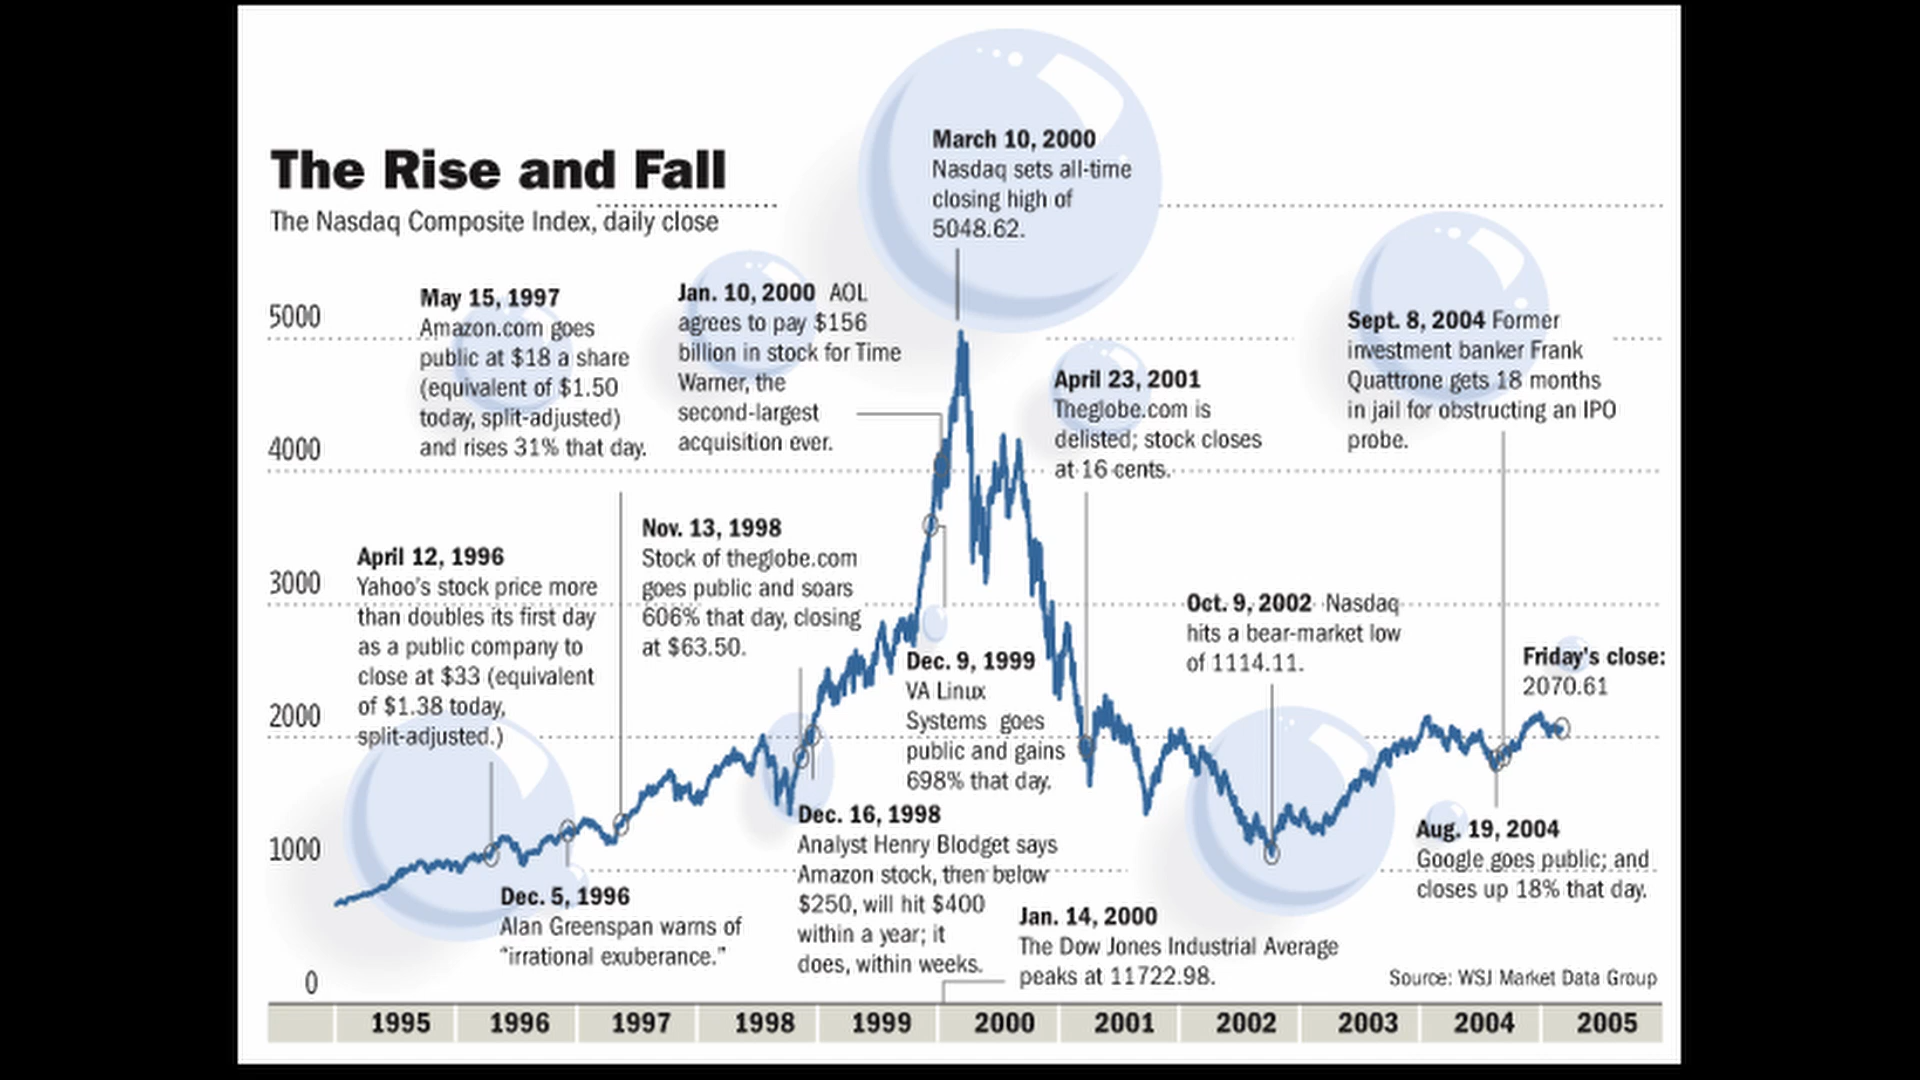 The Rise and Fall
The Nasdaq Composite Index, daily close
March 10, 2000
Nasdaq sets all-time
closing high of
5048.62.
May 15, 1997
Amazon.com goes
public at $18 a share
(equivalent of $1.50
today, split-adjusted)
and rises 31% that day.
Jan. 10, 2000 AOL
agrees to pay $156
billion in stock for Time
Warner, the
second-largest
acquisition ever.
April 23, 2001
Theglobe.com is
delisted; stock closes
at 16 cents.
Sept. 8, 2004 Former
investment banker Frank
Quattrone gets 18 months
in jail for obstructing an IPO
probe.
April 12, 1996
Yahoo's stock price more
than doubles its first day
as a public company to
close at $33 (equivalent
of $1.38 today,
split-adjusted.)
Nov. 13, 1998
Stock of theglobe.com
goes public and soars
606% that day, closing
at $63.50.
Oct. 9, 2002 Nasdaq
hits a bear-market low
of 1114.11.
Friday's close:
2070.61
Dec. 9, 1999
VA Linux
Systems goes
public and gains
698% that day.
Dec. 16, 1998
Analyst Henry Blodget says
Amazon stock, then below
$250, will hit $400
within a year; it
does, within weeks.
Aug. 19, 2004
Google goes public; and
closes up 18% that day.
Dec. 5, 1996
Alan Greenspan warns of
"irrational exuberance."
Jan. 14, 2000
The Dow Jones Industrial Average
peaks at 11722.98.
Source: WSJ Market Data Group
5000
4000
3000
2000
1000
0
1995 1996 1997 1998 1999 2000 2001 2002 2003 2004 2005